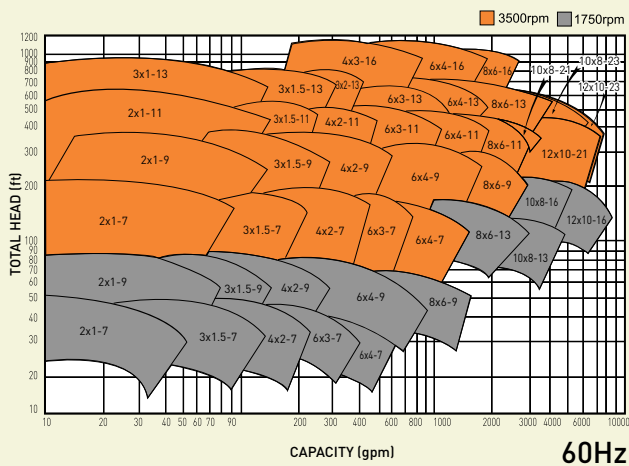 3500rpm 1750rpm
1200
1000
900
800
700
600
500
400
300
200
100
90
80
70
60
50
40
30
20
10
TOTAL HEAD (ft)
4x3-16
6x4-16
8x6-16
10x8-21
10x8-23
12x10-23
3x1-13
3x1.5-13
3x2-13
6x3-13
6x4-13
8x6-13
2x1-11
3x1.5-11
4x2-11
6x3-11
6x4-11
8x6-11
12x10-21
2x1-9
3x1.5-9
4x2-9
6x4-9
8x6-9
10x8-16
12x10-16
2x1-7
3x1.5-7
4x2-7
6x3-7
6x4-7
8x6-13
10x8-13
2x1-9
3x1.5-9
4x2-9
6x4-9
8x6-9
2x1-7
3x1.5-7
4x2-7
6x3-7
6x4-7
10 20 30 40 50 60 70 90 200 300 400 600 800 1000 2000 3000 4000 6000 10000
CAPACITY (gpm)
60Hz